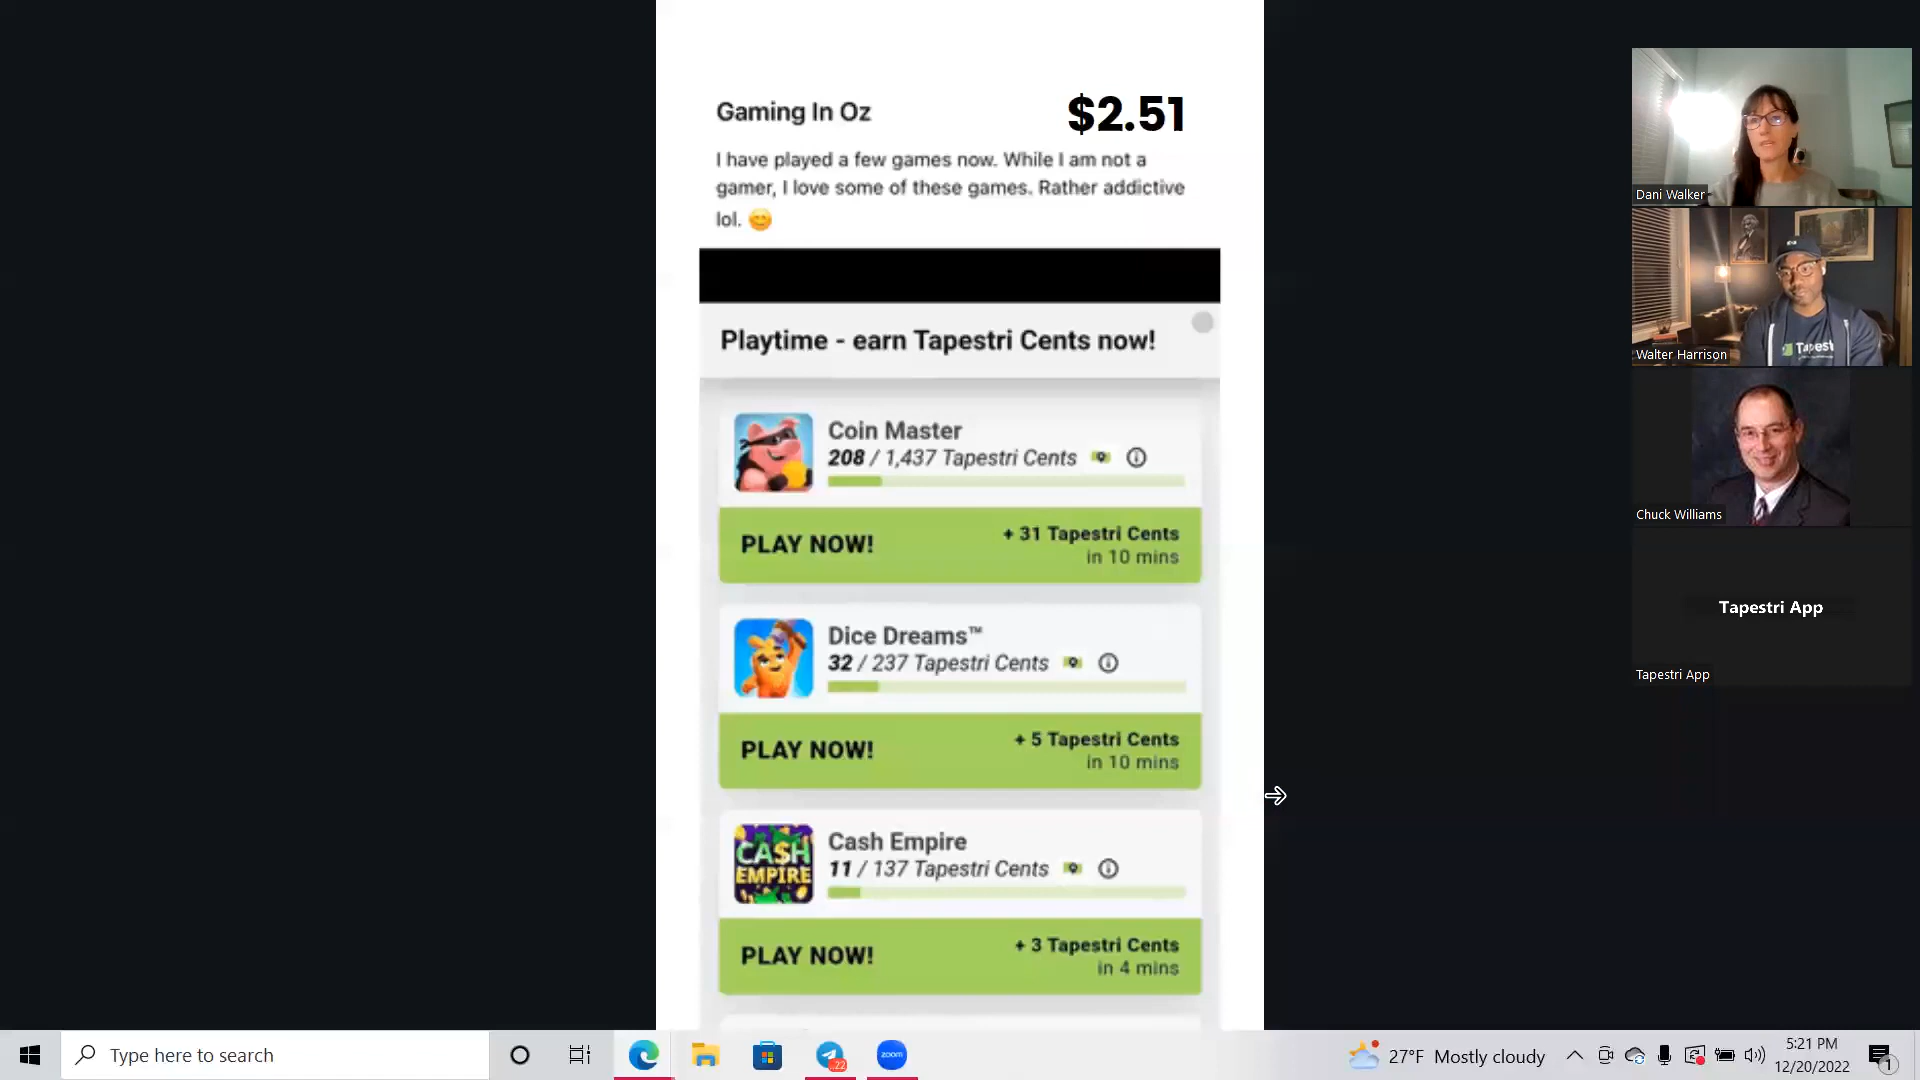 Gaming In Oz
$2.51
I have played a few games now. While I am not a
gamer, I love some of these games. Rather addictive
lol. 😊
Playtime - earn Tapestri Cents now!
Coin Master
208 / 1,437 Tapestri Cents
PLAY NOW!
+ 31 Tapestri Cents
in 10 mins
Dice Dreams™
32 / 237 Tapestri Cents
PLAY NOW!
+ 5 Tapestri Cents
in 10 mins
CASH
EMPIRE
Cash Empire
11 / 137 Tapestri Cents
PLAY NOW!
+ 3 Tapestri Cents
in 4 mins
Dani Walker
Tapest
Walter Harrison
Chuck Williams
Tapestri App
Tapestri App
Type here to search
22
zoom
27°F Mostly cloudy
5:21 PM
12/20/2022
1